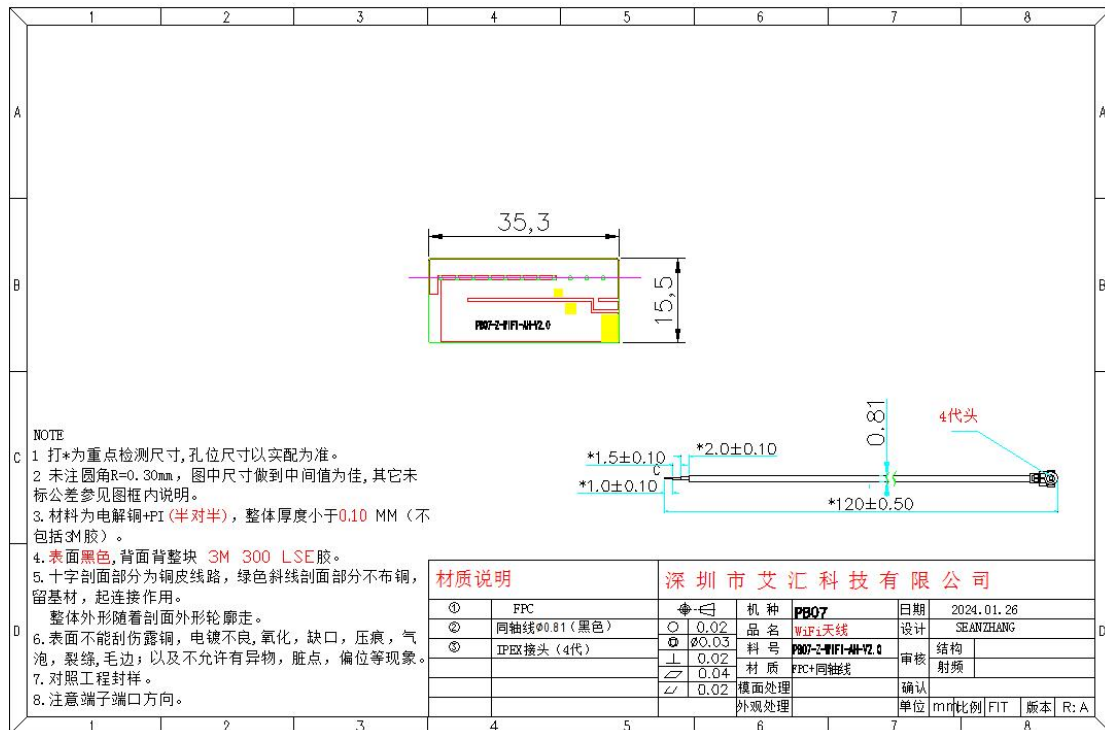 1 2 3 4 5 6 7 8
A A
35,3
B B
15,5
PB07-Z-WIFI-AH-V2.0
NOTE
1 打*为重点检测尺寸,孔位尺寸以实配为准。
2 未注圆角R=0.30mm，图中尺寸做到中间值为佳,其它未
标公差参见图框内说明。
3.材料为电解铜+PI(半对半)，整体厚度小于0.10 MM（不
包括3M胶）。
4.表面黑色,背面背整块 3M 300 LSE胶。
5.十字剖面部分为铜皮线路，绿色斜线剖面部分不布铜，
留基材，起连接作用。
整体外形随着剖面外形轮廓走。
6.表面不能刮伤露铜，电镀不良,氧化，缺口，压痕，气
泡，裂缝,毛边；以及不允许有异物，脏点，偏位等现象。
7.对照工程封样。
8.注意端子端口方向。
C
0.81
4代头
*2.0±0.10
*1.5±0.10
C
*1.0±0.10
*120±0.50
材质说明
① FPC
② 同轴线Φ0.81（黑色）
③ IPEX接头（4代）
深圳市艾汇科技有限公司
0.02
Φ0.03
0.02
0.04
0.02
机种 PB07 日期 2024.01.26
品名 WiFi天线 设计 SEANZHANG
料号 PB07-Z-WIFI-AH-V2.0 审核 结构
材质 FPC+同轴线 射频
模面处理 确认
外观处理 单位 mm 比例 FIT 版本 R:A
D D
1 2 3 4 5 6 7 8